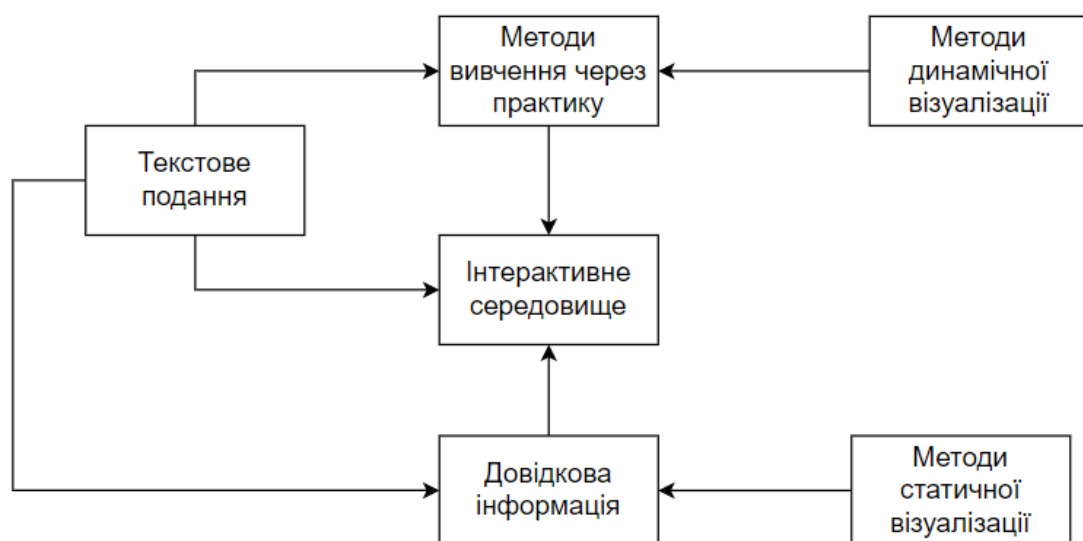 Методи
вивчення через
практику
Методи
динамічної
візуалізації
Текстове
подання
Інтерактивне
середовище
Довідкова
інформація
Методи
статичної
візуалізації